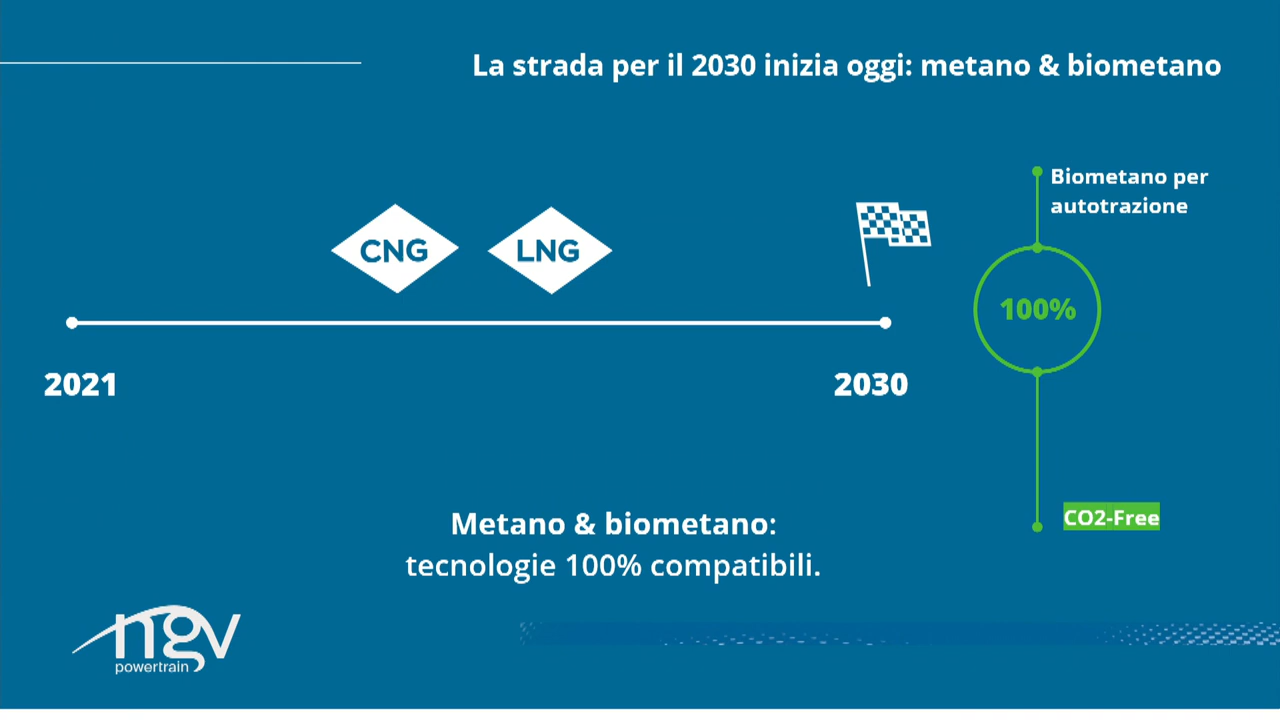 La strada per il 2030 inizia oggi: metano & biometano
Biometano per
autotrazione
CNG
LNG
100%
2021
2030
CO2-Free
Metano & biometano:
tecnologie 100% compatibili.
ngv
powertrain